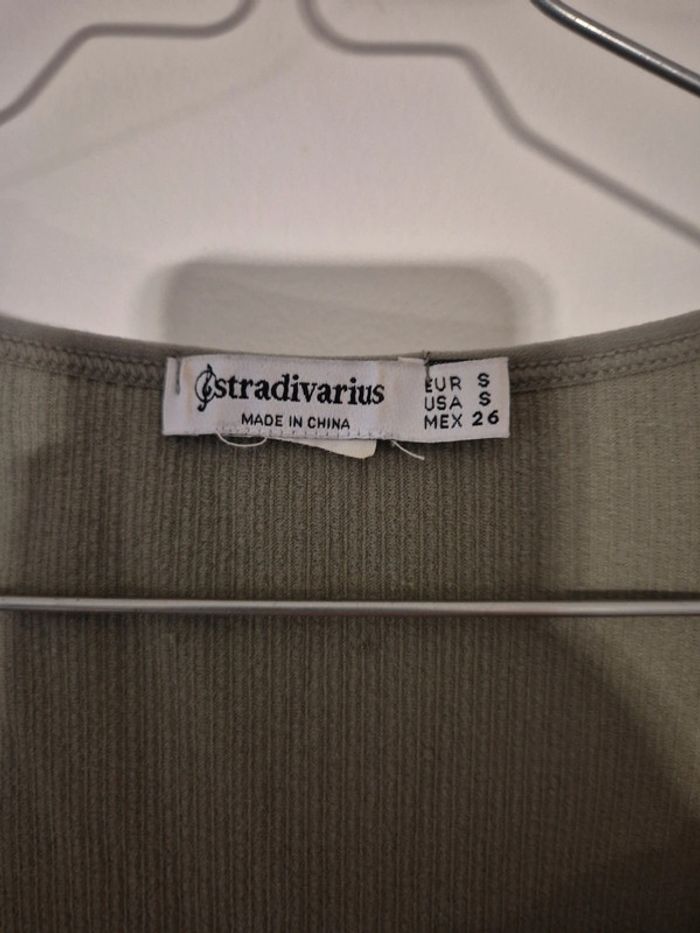 stradivarius
MADE IN CHINA
EUR S
USA S
MEX 26